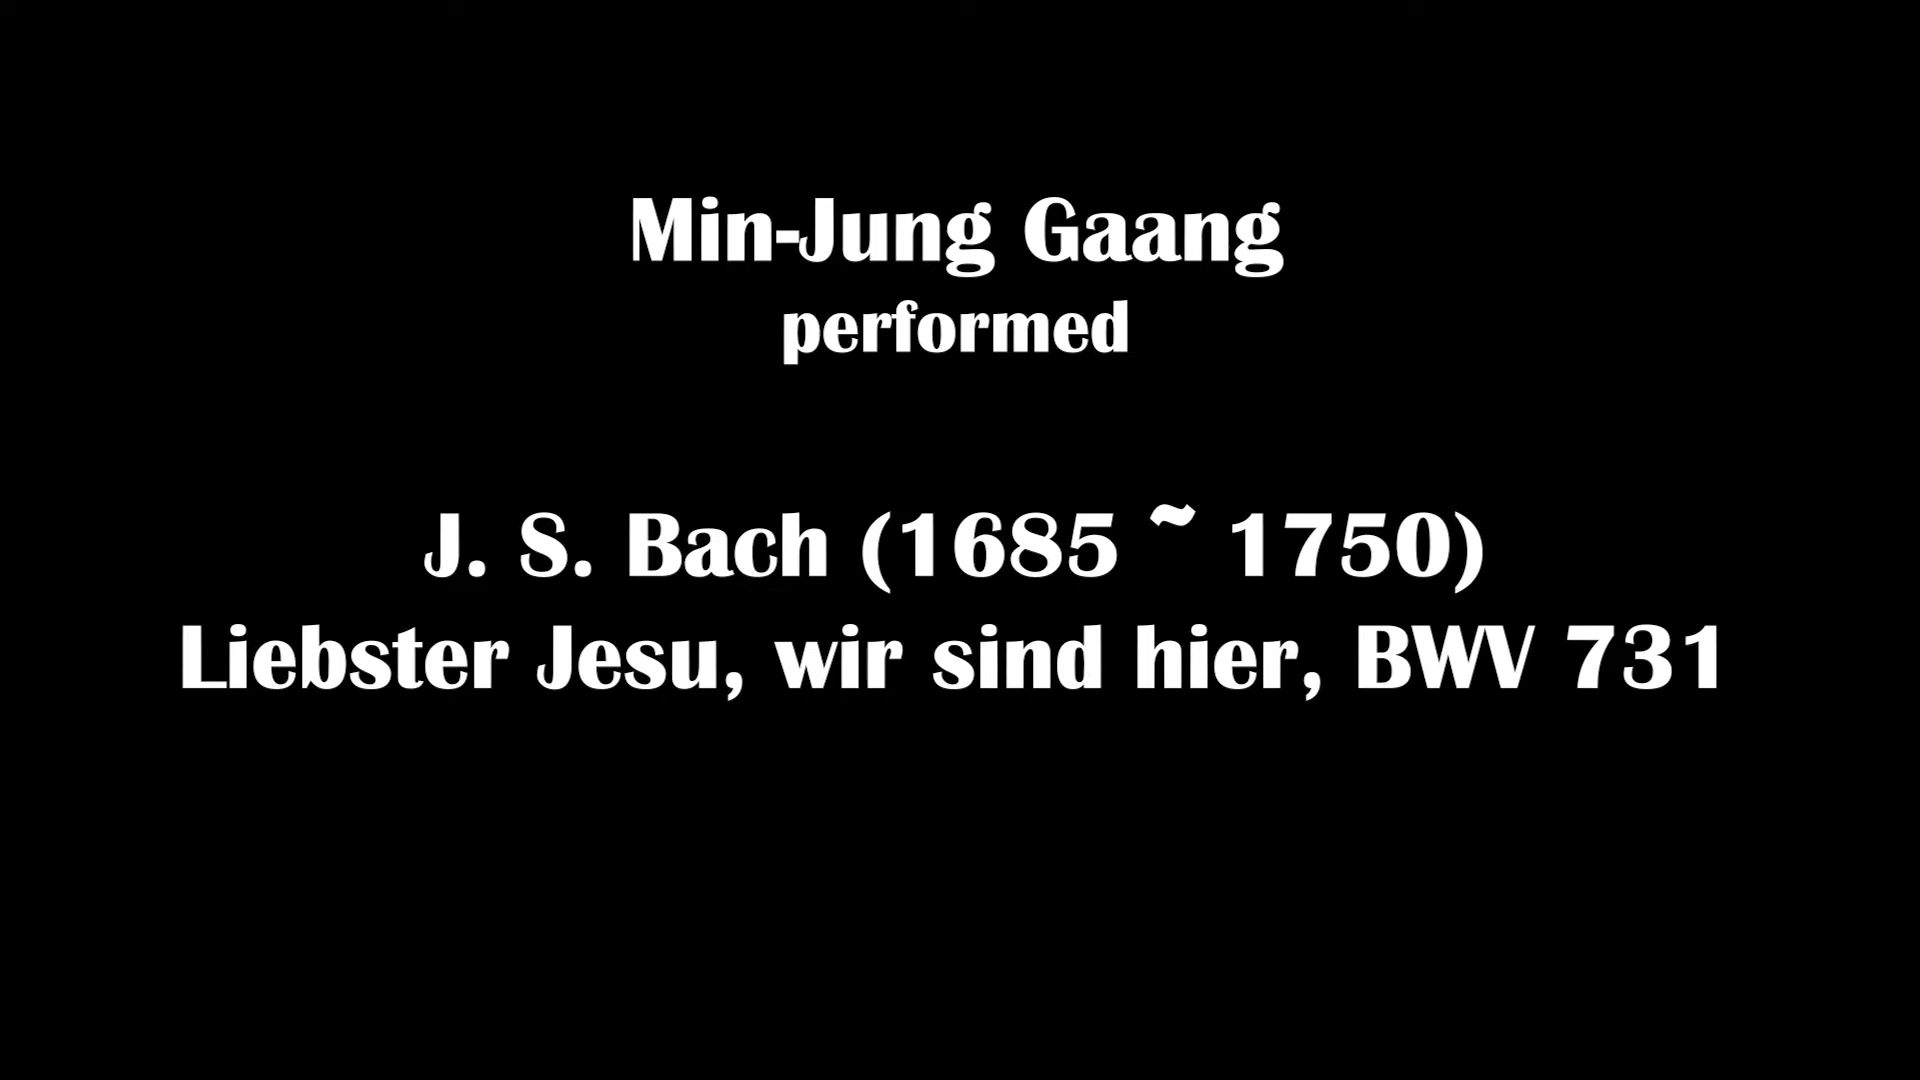 Min-Jung Gaang
performed
J. S. Bach (1685 ~ 1750)
Liebster Jesu, wir sind hier, BWV 731